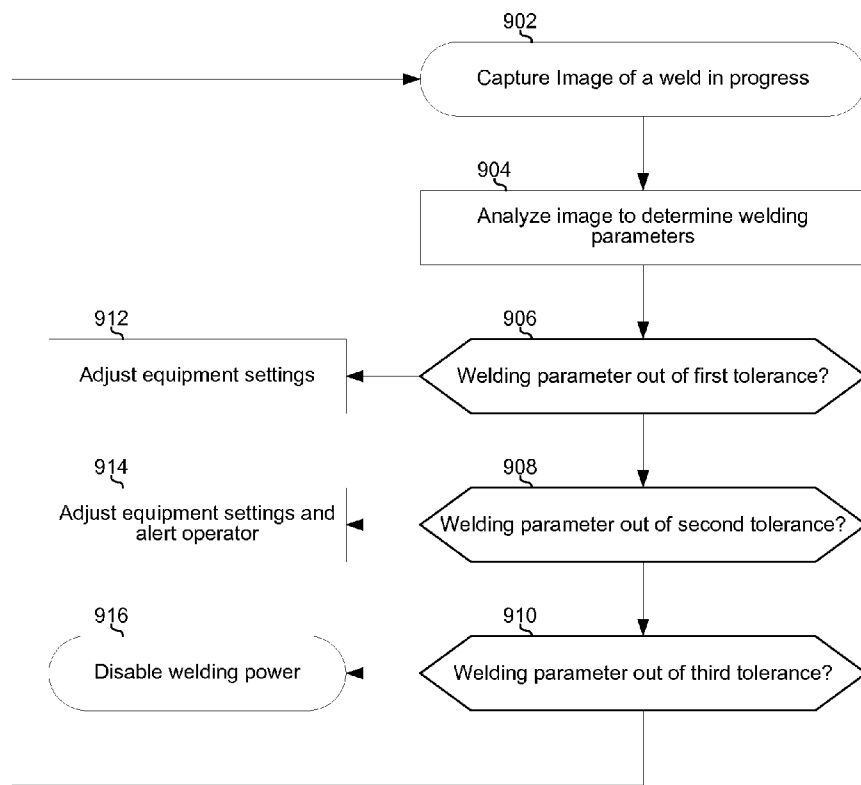 902
Capture Image of a weld in progress
904
Analyze image to determine welding
parameters
912
Adjust equipment settings
906
Welding parameter out of first tolerance?
914
Adjust equipment settings and
alert operator
908
Welding parameter out of second tolerance?
916
Disable welding power
910
Welding parameter out of third tolerance?